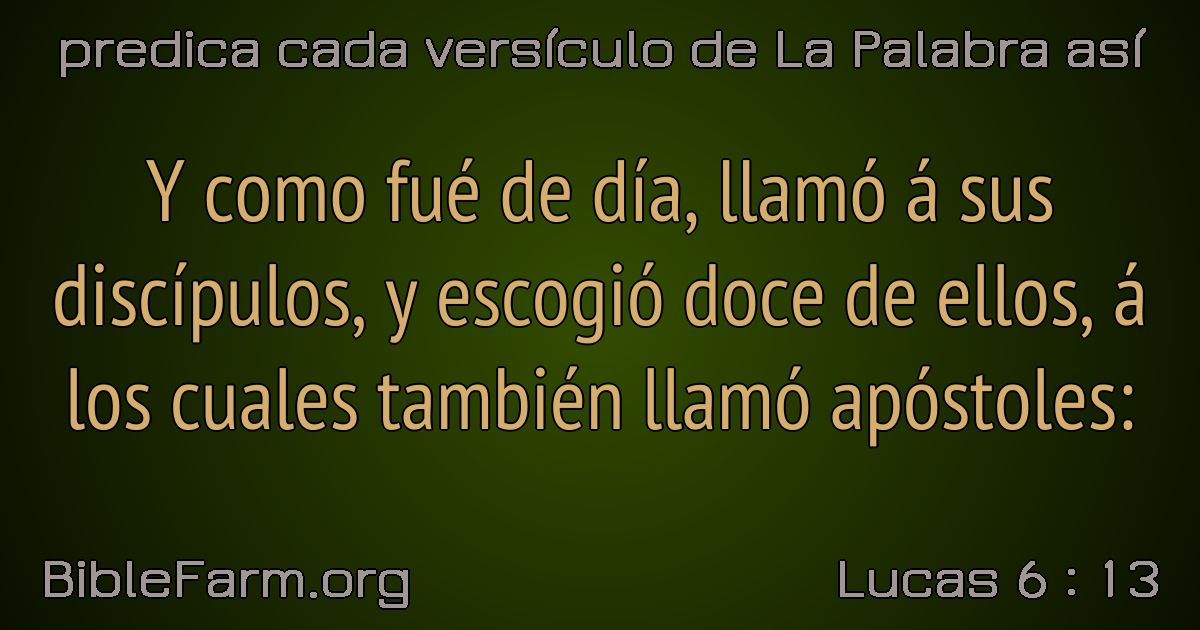 predica cada versículo de La Palabra así
Y como fué de día, llamó á sus
discípulos, y escogió doce de ellos, á
los cuales también llamó apóstoles:
BibleFarm.org
Lucas 6 : 13